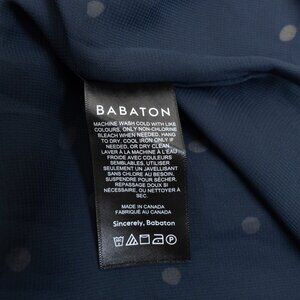 BABATON
MACHINE WASH COLD WITH LIKE
COLOURS, ONLY NON-CHLORINE
BLEACH WHEN NEEDED, HANG
TO DRY, COOL IRON ONLY IF
NEEDED, OR DRY CLEAN.
LAVER À LA MACHINE À L'EAU
FROIDE AVEC COULEURS
SEMBLABLES, UTILISER
SEULEMENT UN JAVELLISANT
SANS CHLORE AU BESOIN,
SUSPENDRE POUR SÉCHER,
REPASSAGE DOUX SI
NÉCESSAIRE, OU NETTOYER À
SEC.
MADE IN CANADA
FABRIQUÉ AU CANADA
Sincerely, Babaton